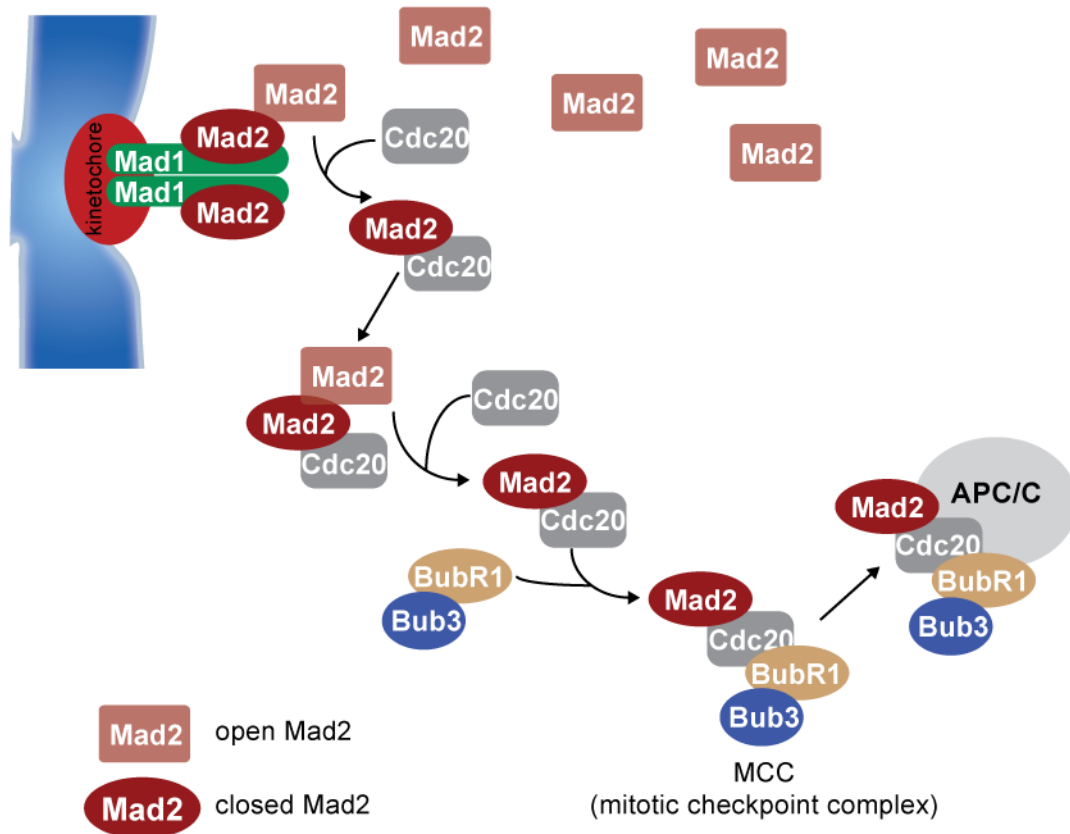 Mad2
Mad2
Mad2
Mad2
Mad2
kinetochore
Mad2
Mad1
Mad1
Mad2
Cdc20
Mad2
Cdc20
Mad2
Mad2
Cdc20
Cdc20
Mad2
Cdc20
BubR1
Bub3
Mad2
Cdc20
BubR1
Bub3
MCC
(mitotic checkpoint complex)
APC/C
Mad2
Cdc20
BubR1
Bub3
Mad2 open Mad2
Mad2 closed Mad2